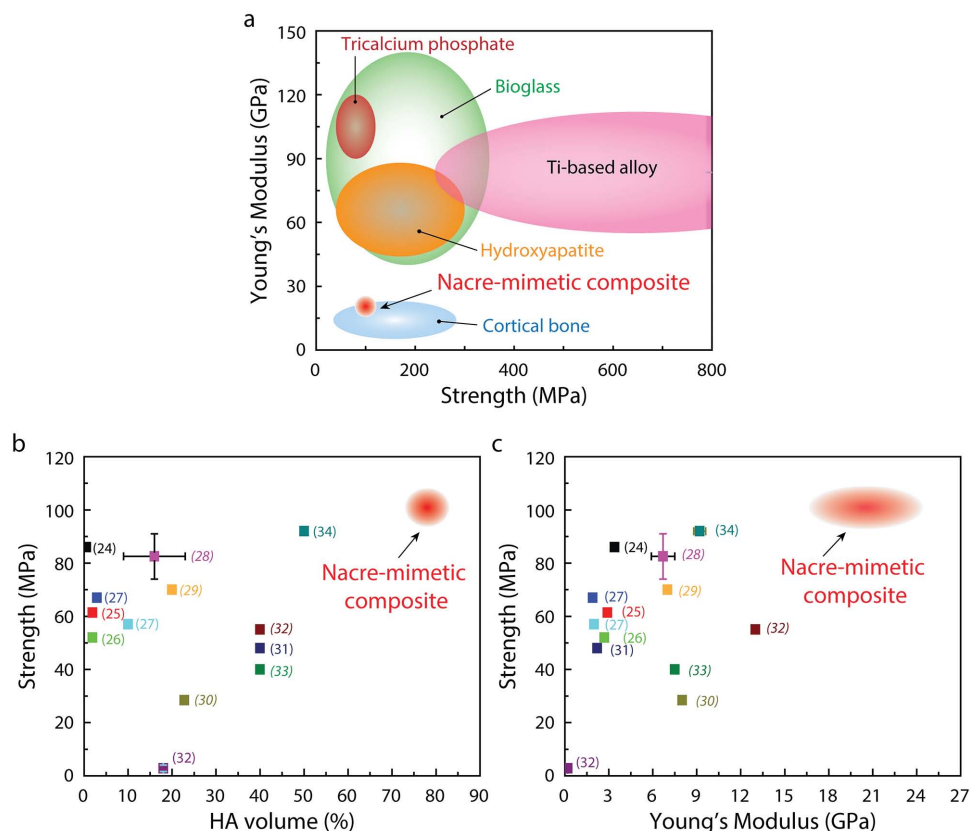 a
150
120
90
60
30
0
Young's Modulus (GPa)
Tricalcium phosphate
Bioglass
Ti-based alloy
Hydroxyapatite
Nacre-mimetic composite
Cortical bone
0 200 400 600 800
Strength (MPa)
b
120
100
80
60
40
20
0
Strength (MPa)
(24)
(28)
(34)
(29)
(27)
(25)
(27)
(26)
(32)
(31)
(33)
(30)
(32)
Nacre-mimetic
composite
0 10 20 30 40 50 60 70 80 90
HA volume (%)
c
120
100
80
60
40
20
0
Strength (MPa)
(34)
(24)
(28)
(29)
(27)
(25)
(27)
(26)
(32)
(31)
(33)
(30)
(32)
Nacre-mimetic
composite
0 3 6 9 12 15 18 21 24 27
Young's Modulus (GPa)